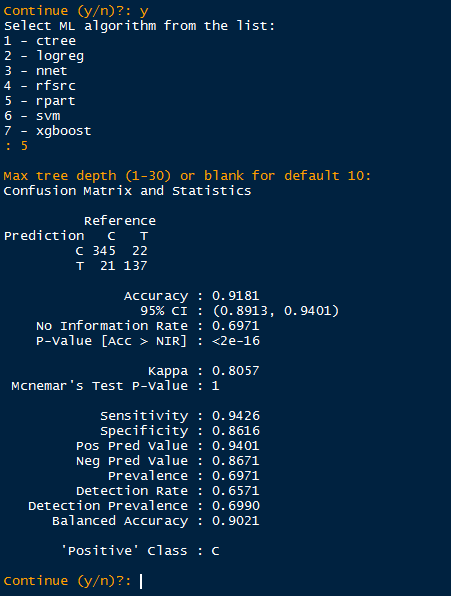 Continue (y/n)?: y
Select ML algorithm from the list:
1 - ctree
2 - logreg
3 - nnet
4 - rfsrc
5 - rpart
6 - svm
7 - xgboost
: 5
Max tree depth (1-30) or blank for default 10:
Confusion Matrix and Statistics
Reference
Prediction C T
C 345 22
T 21 137
Accuracy : 0.9181
95% CI : (0.8913, 0.9401)
No Information Rate : 0.6971
P-Value [Acc > NIR] : <2e-16
Kappa : 0.8057
Mcnemar's Test P-Value : 1
Sensitivity : 0.9426
Specificity : 0.8616
Pos Pred Value : 0.9401
Neg Pred Value : 0.8671
Prevalence : 0.6971
Detection Rate : 0.6571
Detection Prevalence : 0.6990
Balanced Accuracy : 0.9021
'Positive' Class : C
Continue (y/n)?: